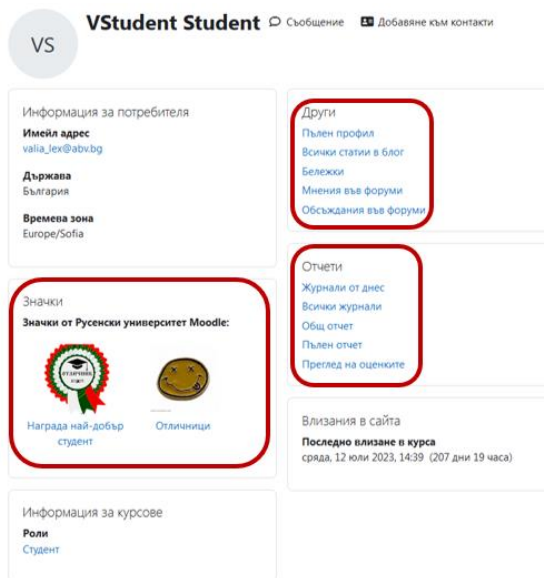 VS
VStudent Student
Съобщение
Добавяне към контакти
Информация за потребителя
Имейл адрес
valia_lex@abv.bg
Държава
България
Времева зона
Europe/Sofia
Значки
Значки от Русенски университет Moodle:
ОТЛИЧНИК
Награда най-добър
студент
Отличници
Информация за курсове
Роли
Студент
Други
Пълен профил
Всички статии в блог
Бележки
Мнения във форуми
Обсъждания във форуми
Отчети
Журнали от днес
Всички журнали
Общ отчет
Пълен отчет
Преглед на оценките
Влизания в сайта
Последно влизане в курса
сряда, 12 юли 2023, 14:39 (207 дни 19 часа)